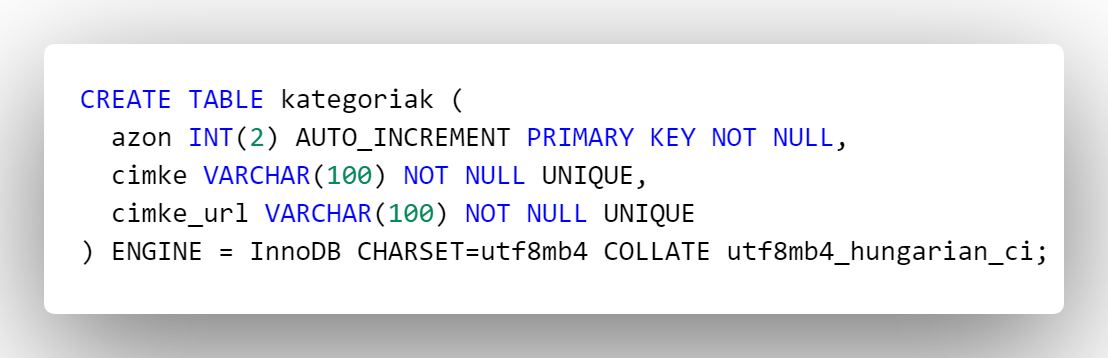 CREATE TABLE kategoriak (
  azon INT(2) AUTO_INCREMENT PRIMARY KEY NOT NULL,
  cimke VARCHAR(100) NOT NULL UNIQUE,
  cimke_url VARCHAR(100) NOT NULL UNIQUE
) ENGINE = InnoDB CHARSET=utf8mb4 COLLATE utf8mb4_hungarian_ci;